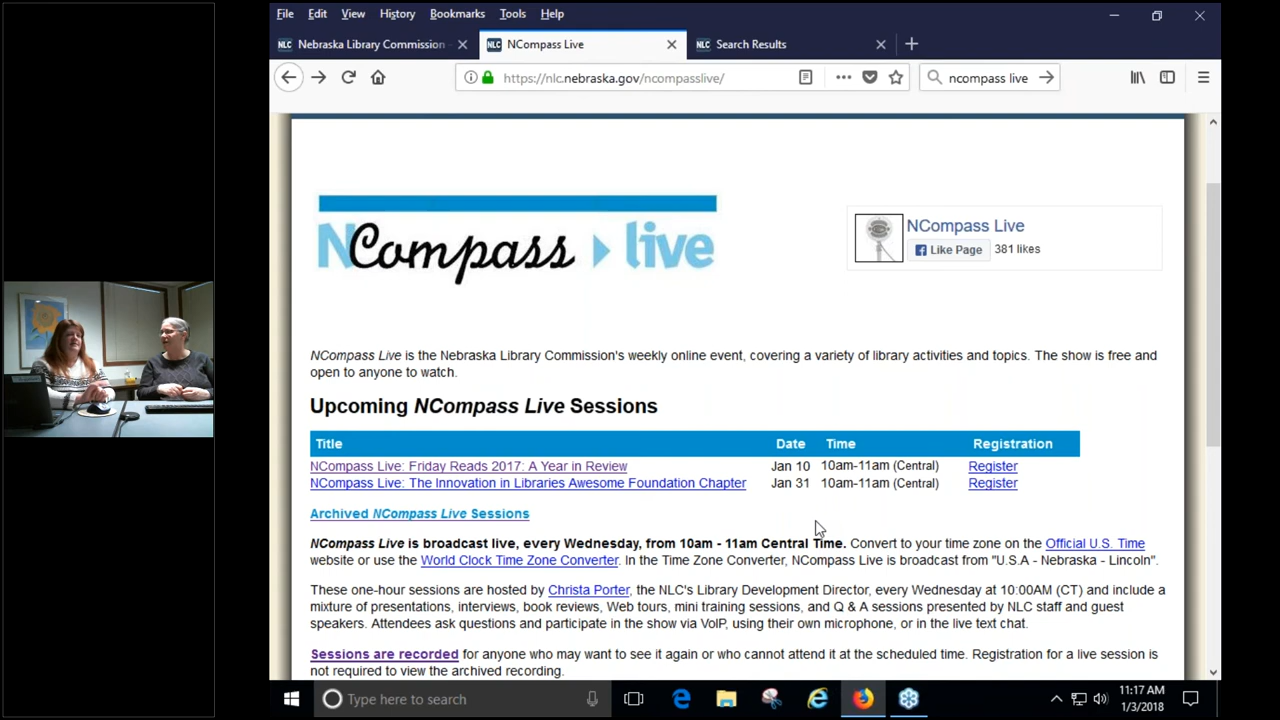 File Edit View History Bookmarks Tools Help
NLC Nebraska Library Commission - NLC NCompass Live NLC Search Results
https://nlc.nebraska.gov/ncompasslive/ ncompass live
NCompass live
NCompass Live
Like Page 381 likes
NCompass Live is the Nebraska Library Commission's weekly online event, covering a variety of library activities and topics. The show is free and
open to anyone to watch.
Upcoming NCompass Live Sessions
Title Date Time Registration
NCompass Live: Friday Reads 2017: A Year in Review Jan 10 10am-11am (Central) Register
NCompass Live: The Innovation in Libraries Awesome Foundation Chapter Jan 31 10am-11am (Central) Register
Archived NCompass Live Sessions
NCompass Live is broadcast live, every Wednesday, from 10am - 11am Central Time. Convert to your time zone on the Official U.S. Time
website or use the World Clock Time Zone Converter. In the Time Zone Converter, NCompass Live is broadcast from "U.S.A - Nebraska - Lincoln".
These one-hour sessions are hosted by Christa Porter, the NLC's Library Development Director, every Wednesday at 10:00AM (CT) and include a
mixture of presentations, interviews, book reviews, Web tours, mini training sessions, and Q & A sessions presented by NLC staff and guest
speakers. Attendees ask questions and participate in the show via VoIP, using their own microphone, or in the live text chat.
Sessions are recorded for anyone who may want to see it again or who cannot attend it at the scheduled time. Registration for a live session is
not required to view the archived recording.
Type here to search
11:17 AM
1/3/2018